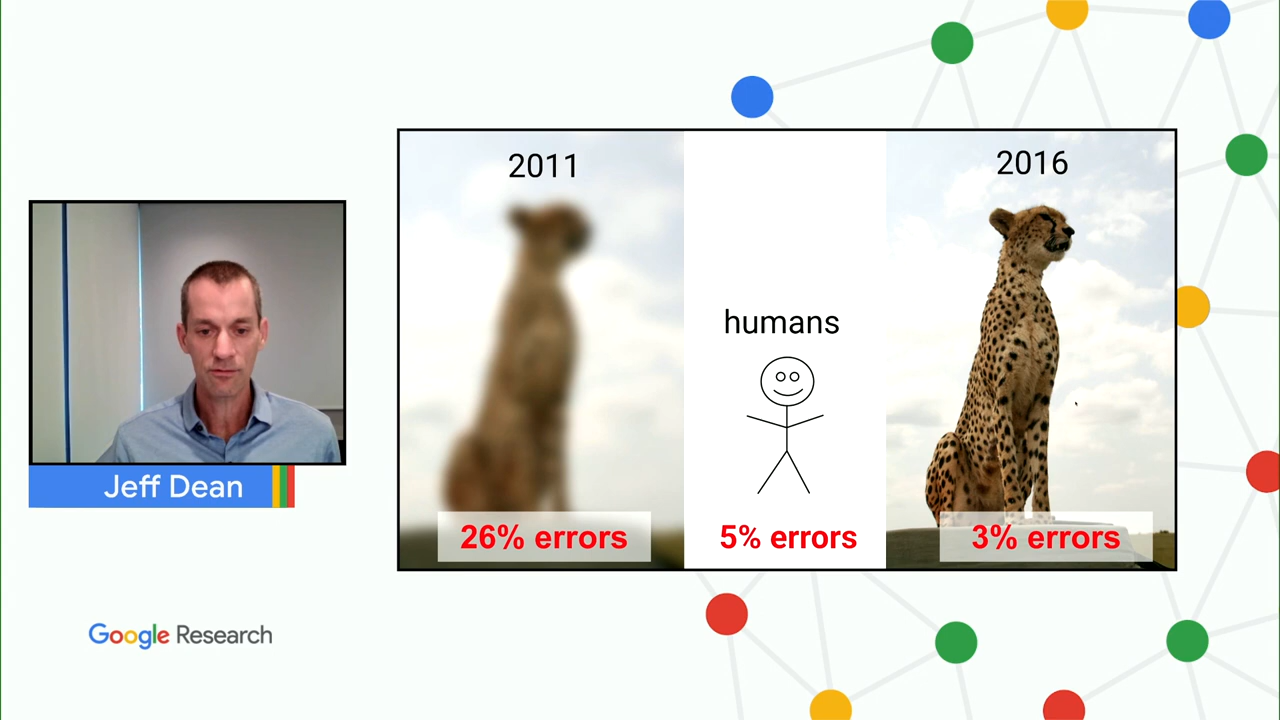 2011
2016
humans
26% errors
5% errors
3% errors
Jeff Dean
Google Research